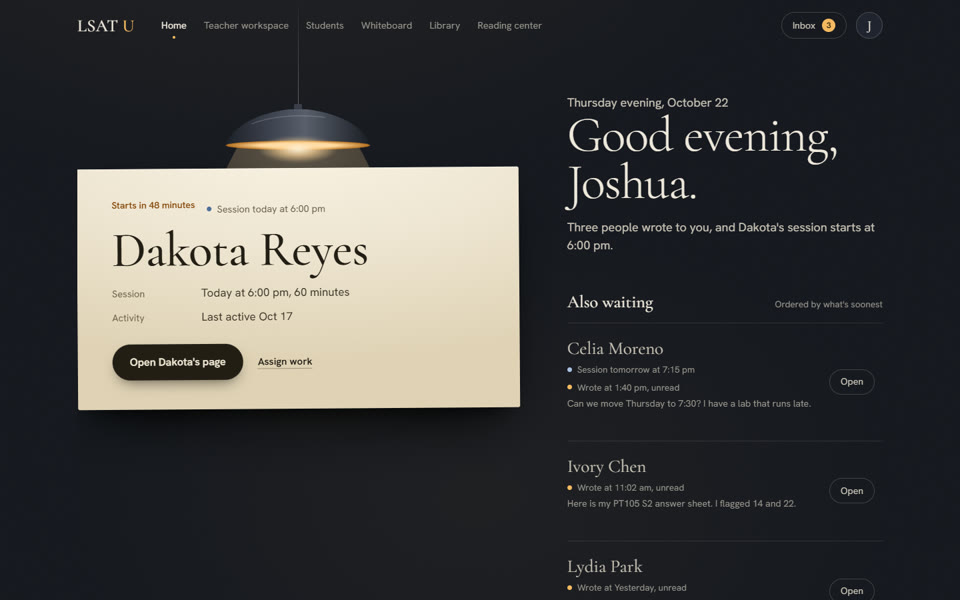 LSAT U
Home
Teacher workspace
Students
Whiteboard
Library
Reading center
Inbox 3
J
Starts in 48 minutes
Session today at 6:00 pm
Dakota Reyes
Session Today at 6:00 pm, 60 minutes
Activity Last active Oct 17
Open Dakota's page
Assign work
Thursday evening, October 22
Good evening,
Joshua.
Three people wrote to you, and Dakota's session starts at
6:00 pm.
Also waiting
Ordered by what's soonest
Celia Moreno
Session tomorrow at 7:15 pm
Wrote at 1:40 pm, unread
Can we move Thursday to 7:30? I have a lab that runs late.
Open
Ivory Chen
Wrote at 11:02 am, unread
Here is my PT105 S2 answer sheet. I flagged 14 and 22.
Open
Lydia Park
Wrote at Yesterday, unread
Open